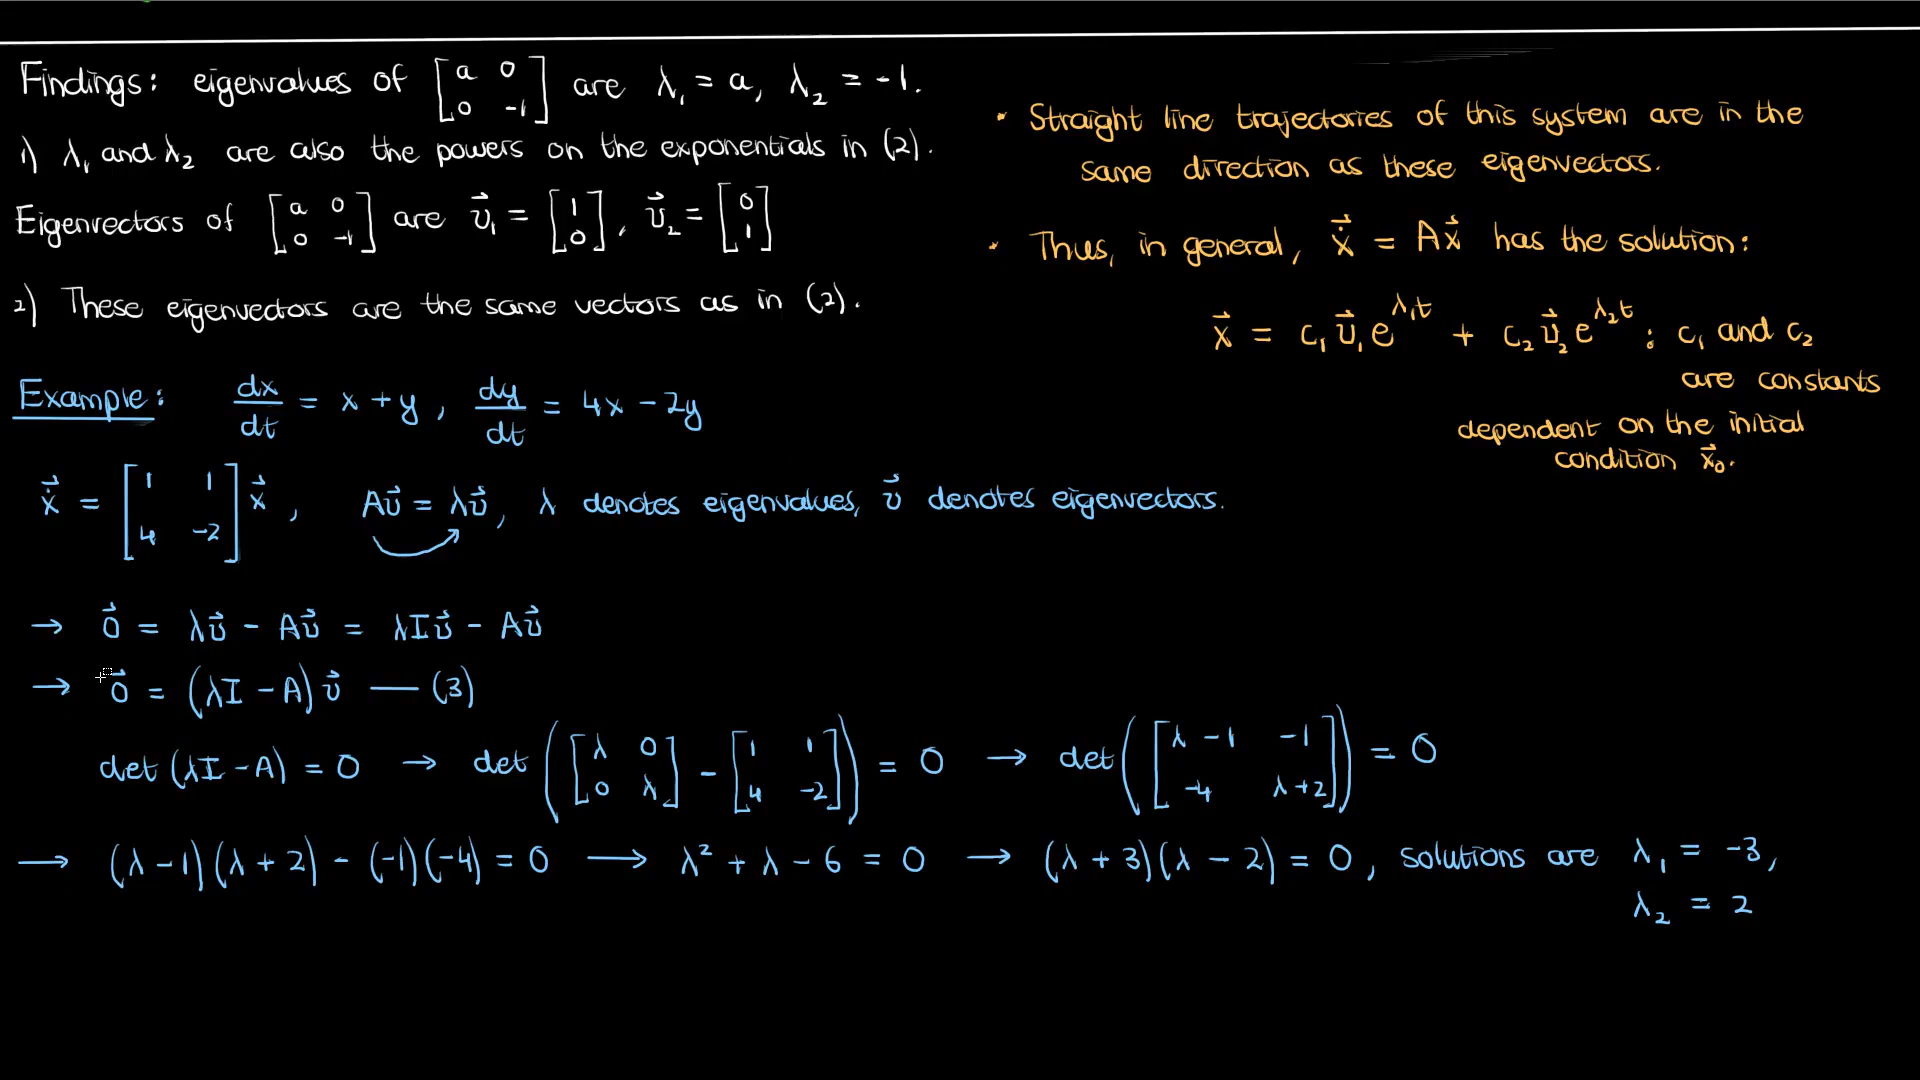 Findings: eigenvalues of [a 0; 0 -1] are λ₁ = a, λ₂ = -1.
1) λ₁ and λ₂ are also the powers on the exponentials in (2).
Eigenvectors of [a 0; 0 -1] are v⃗₁ = [1; 0], v⃗₂ = [0; 1]
2) These eigenvectors are the same vectors as in (2).
• Straight line trajectories of this system are in the
same direction as these eigenvectors.
• Thus, in general, x⃗̇ = Ax⃗ has the solution:
x⃗ = c₁v⃗₁e^{λ₁t} + c₂v⃗₂e^{λ₂t} : c₁ and c₂
are constants
dependent on the initial
condition x⃗₀.
Example: dx/dt = x + y, dy/dt = 4x - 2y
x⃗̇ = [1 1; 4 -2] x⃗, Av⃗ = λv⃗, λ denotes eigenvalues, v⃗ denotes eigenvectors.
→ 0⃗ = λv⃗ - Av⃗ = λIv⃗ - Av⃗
→ 0⃗ = (λI - A)v⃗ — (3)
det(λI - A) = 0 → det([λ 0; 0 λ] - [1 1; 4 -2]) = 0 → det([λ-1 -1; -4 λ+2]) = 0
→ (λ - 1)(λ + 2) - (-1)(-4) = 0 → λ² + λ - 6 = 0 → (λ + 3)(λ - 2) = 0, solutions are λ₁ = -3,
λ₂ = 2